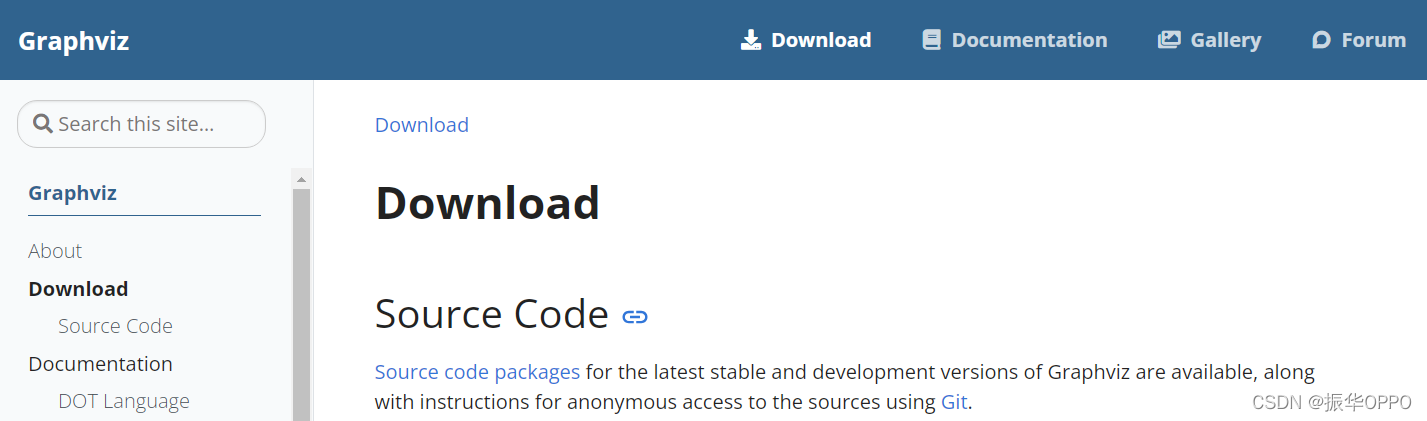 Graphviz
Download
Documentation
Gallery
Forum
Search this site...
Graphviz
About
Download
Source Code
Documentation
DOT Language
Download
Download
Source Code
Source code packages for the latest stable and development versions of Graphviz are available, along
with instructions for anonymous access to the sources using Git.
CSDN @振华OPPO